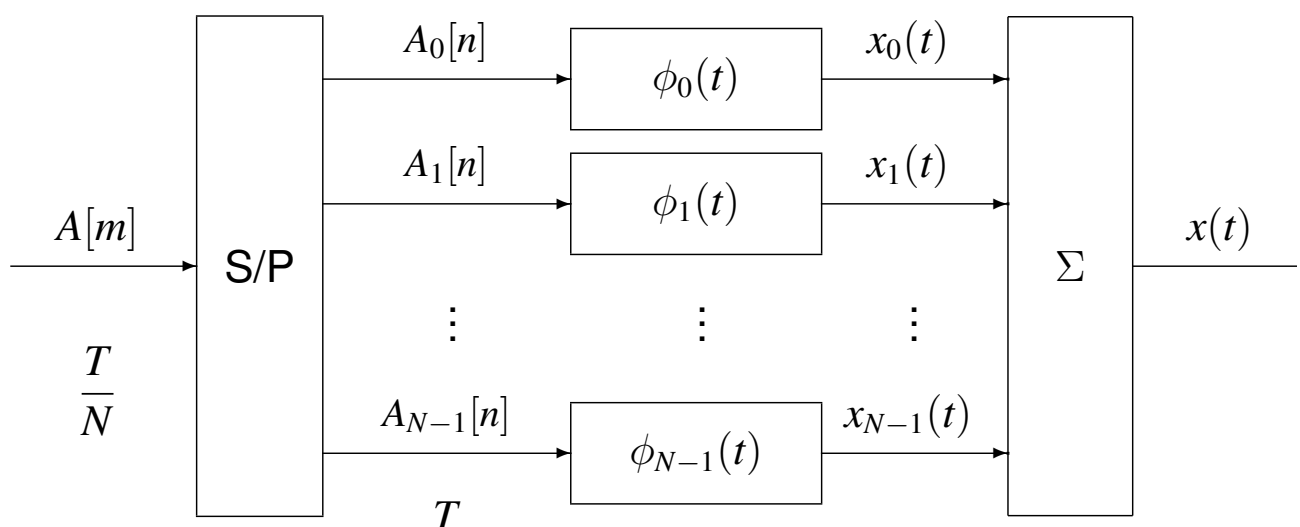 A₀[n] x₀(t)
ϕ₀(t)
A₁[n] x₁(t)
ϕ₁(t)
A[m] S/P Σ x(t)
⋮ ⋮ ⋮
T/N
A_{N−1}[n] x_{N−1}(t)
ϕ_{N−1}(t)
T